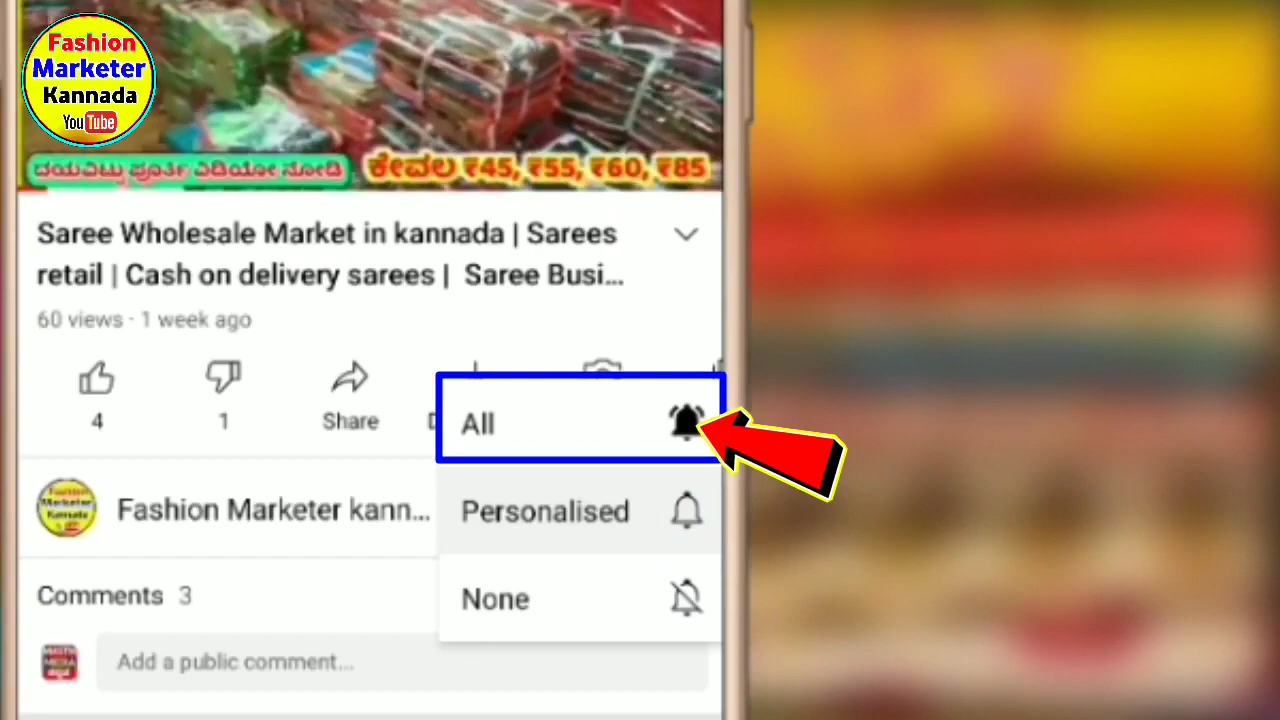 Fashion
Marketer
Kannada
YouTube
ದಯವಿಟ್ಟು ಪೂರ್ತಿ ವಿಡಿಯೋ ನೋಡಿ
ಕೇವಲ ₹45, ₹55, ₹60, ₹85
Saree Wholesale Market in kannada | Sarees
retail | Cash on delivery sarees | Saree Busi...
60 views · 1 week ago
4
1
Share
D
All
Fashion Marketer kann...
Personalised
Comments 3
None
Add a public comment...